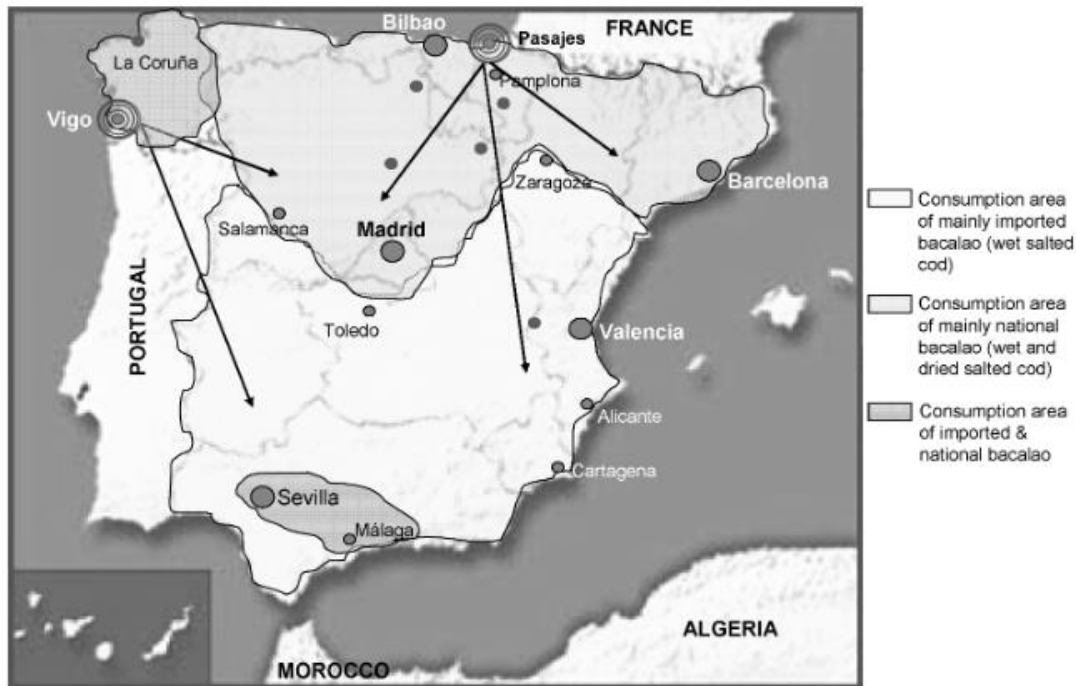 Bilbao
FRANCE
Pasajes
La Coruña
Pamplona
Vigo
Zaragoza
Barcelona
Salamanca
Madrid
Toledo
PORTUGAL
Valencia
Alicante
Cartagena
Sevilla
Málaga
ALGERIA
MOROCCO
Consumption area
of mainly imported
bacalao (wet salted
cod)
Consumption area
of mainly national
bacalao (wet and
dried salted cod)
Consumption area
of imported &
national bacalao